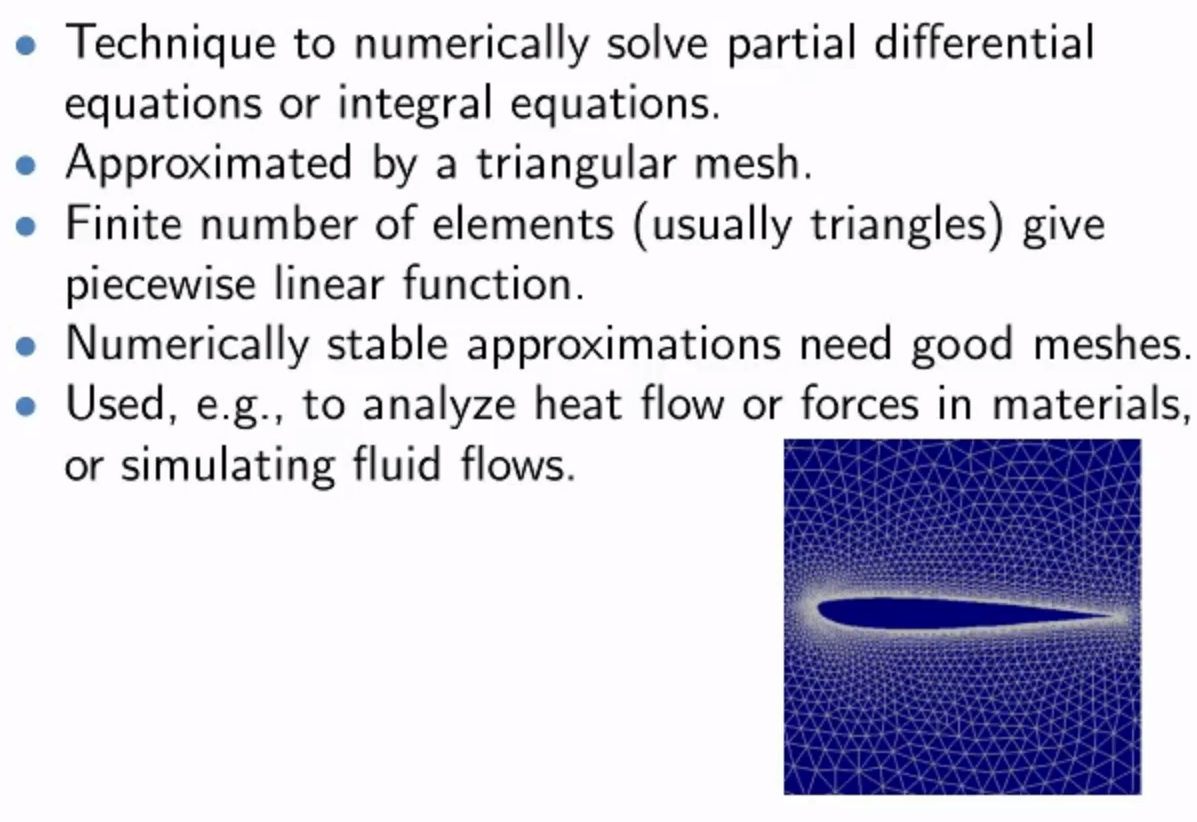 • Technique to numerically solve partial differential
equations or integral equations.
• Approximated by a triangular mesh.
• Finite number of elements (usually triangles) give
piecewise linear function.
• Numerically stable approximations need good meshes.
• Used, e.g., to analyze heat flow or forces in materials,
or simulating fluid flows.